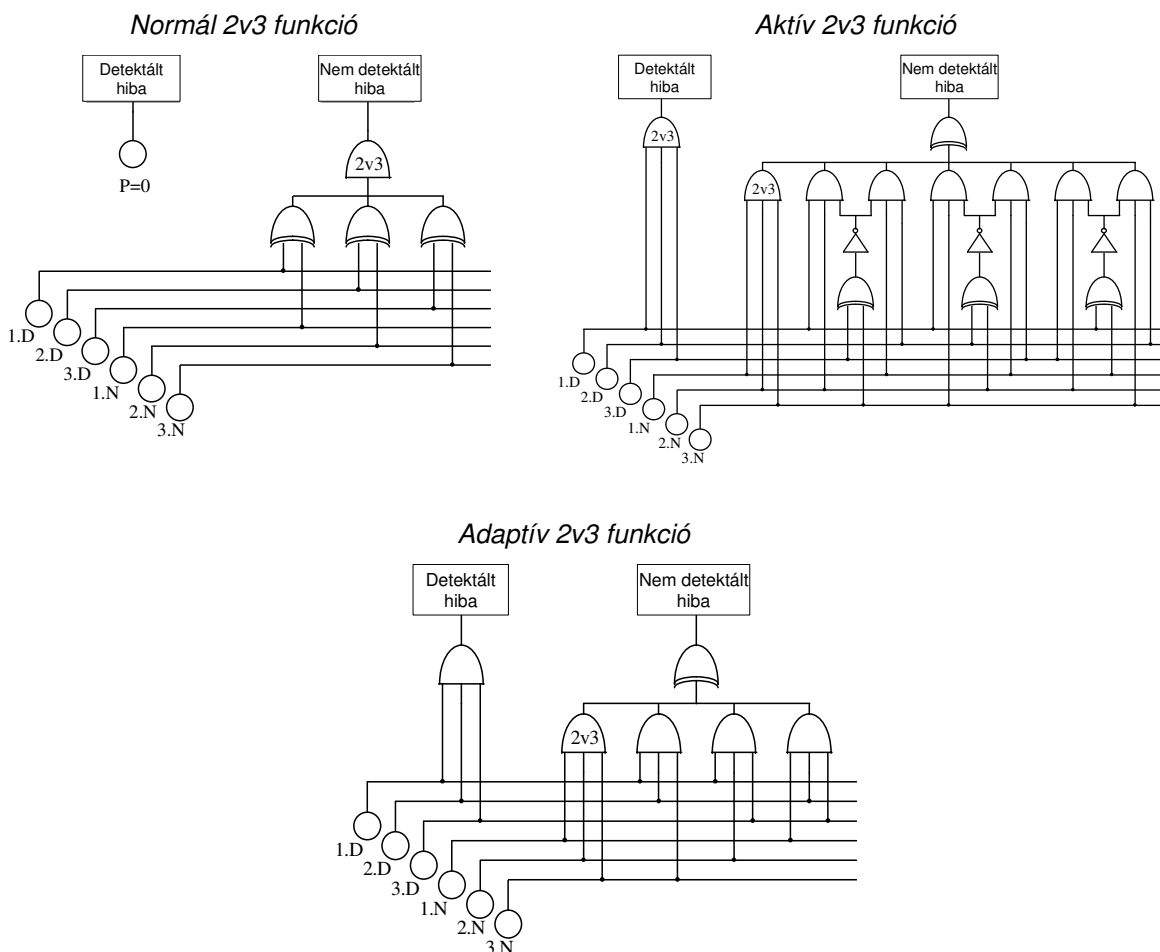 Normál 2v3 funkció
Detektált
hiba
Nem detektált
hiba
P=0
2v3
1.D
2.D
3.D
1.N
2.N
3.N
Aktív 2v3 funkció
Detektált
hiba
Nem detektált
hiba
2v3
2v3
1.D
2.D
3.D
1.N
2.N
3.N
Adaptív 2v3 funkció
Detektált
hiba
Nem detektált
hiba
2v3
1.D
2.D
3.D
1.N
2.N
3.N